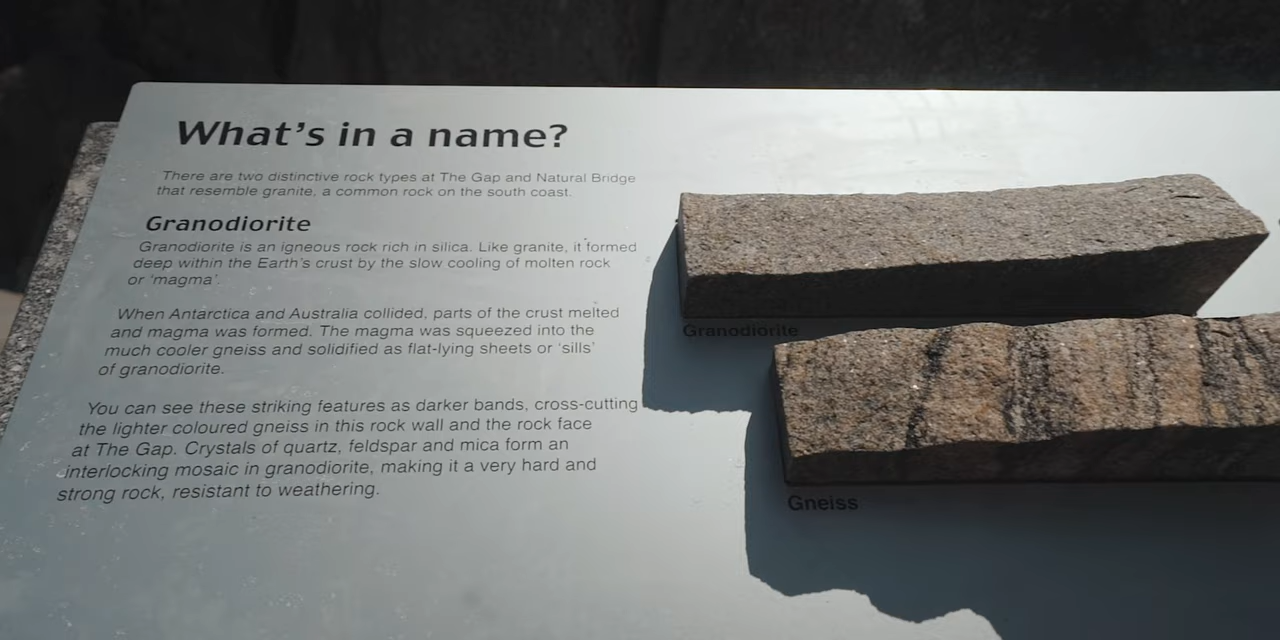 What's in a name?
There are two distinctive rock types at The Gap and Natural Bridge
that resemble granite, a common rock on the south coast.
Granodiorite
Granodiorite is an igneous rock rich in silica. Like granite, it formed
deep within the Earth's crust by the slow cooling of molten rock
or 'magma'.
When Antarctica and Australia collided, parts of the crust melted
and magma was formed. The magma was squeezed into the
much cooler gneiss and solidified as flat-lying sheets or 'sills'
of granodiorite.
You can see these striking features as darker bands, cross-cutting
the lighter coloured gneiss in this rock wall and the rock face
at The Gap. Crystals of quartz, feldspar and mica form an
interlocking mosaic in granodiorite, making it a very hard and
strong rock, resistant to weathering.
Granodiorite
Gneiss